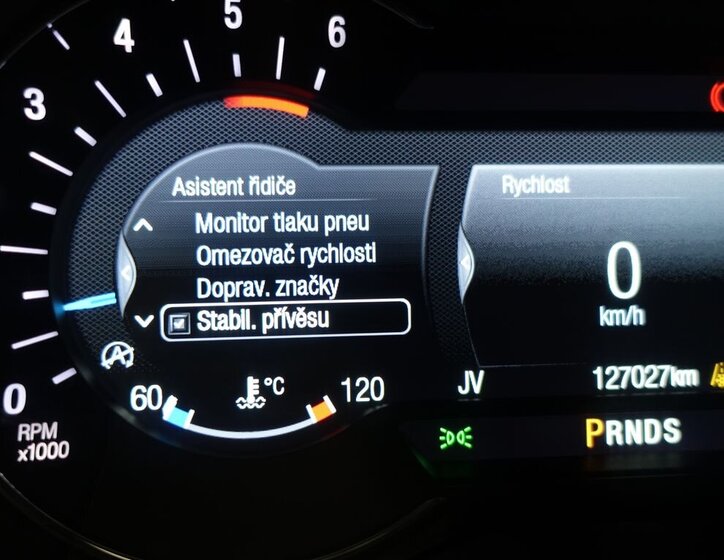 5
4
6
3
Asistent řidiče
Rychlost
Monitor tlaku pneu
Omezovač rychlosti
Doprav. značky
Stabil. přívěsu
0
km/h
0
60
°C
120
JV
127027km
RPM
x1000
PRNDS